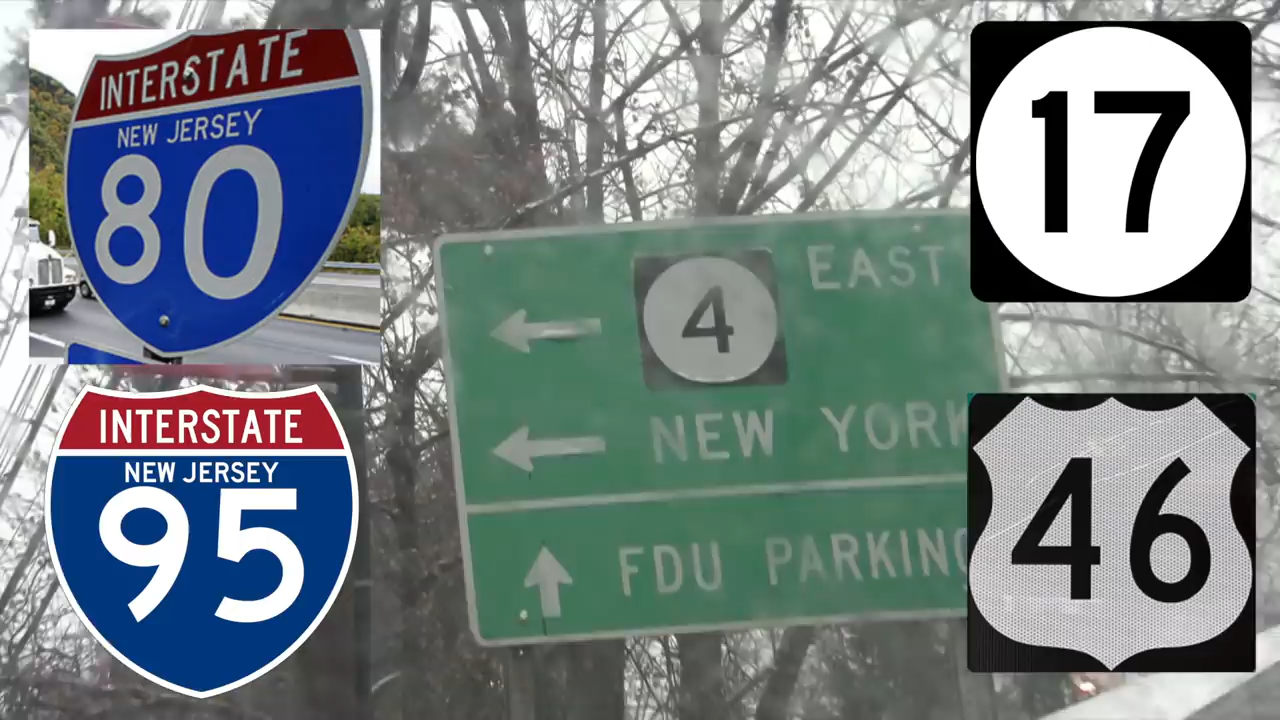 INTERSTATE
NEW JERSEY
80
INTERSTATE
NEW JERSEY
95
4 EAST
NEW YORK
FDU PARKING
17
46